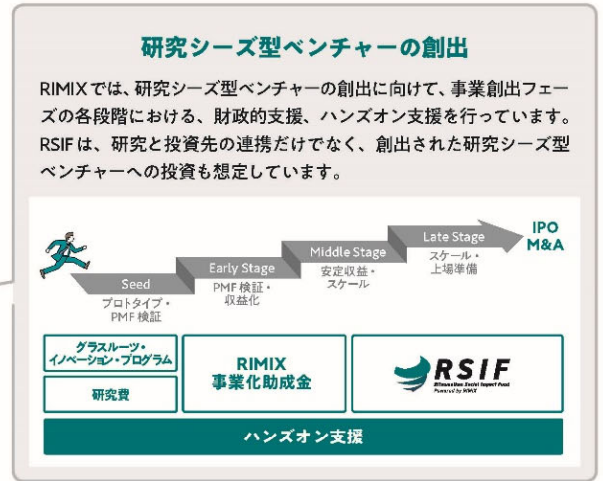 研究シーズ型ベンチャーの創出
RIMIXでは、研究シーズ型ベンチャーの創出に向けて、事業創出フェー
ズの各段階における、財政的支援、ハンズオン支援を行っています。
RSIFは、研究と投資先の連携だけでなく、創出された研究シーズ型
ベンチャーへの投資も想定しています。
Seed
プロトタイプ・
PMF検証
Early Stage
PMF検証・
収益化
Middle Stage
安定収益・
スケール
Late Stage
スケール・
上場準備
IPO
M&A
グラスルーツ・
イノベーション・プログラム
研究費
RIMIX
事業化助成金
RSIF
Ritsumeikan Social Impact Fund
Powered by RIMIX
ハンズオン支援